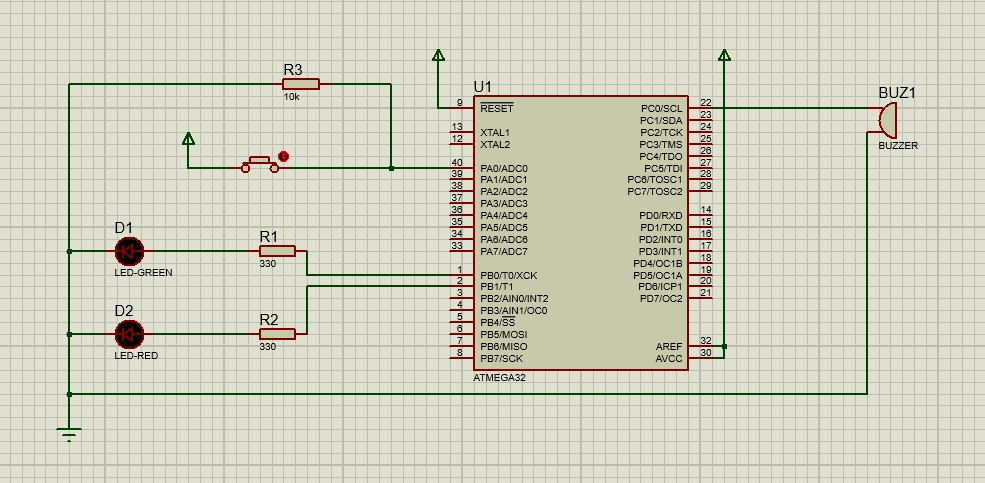 R3
10k
D1
LED-GREEN
R1
330
D2
LED-RED
R2
330
U1
9 RESET PC0/SCL 22
PC1/SDA 23
13 XTAL1 PC2/TCK 24
12 XTAL2 PC3/TMS 25
PC4/TDO 26
40 PA0/ADC0 PC5/TDI 27
39 PA1/ADC1 PC6/TOSC1 28
38 PA2/ADC2 PC7/TOSC2 29
37 PA3/ADC3
36 PA4/ADC4 PD0/RXD 14
35 PA5/ADC5 PD1/TXD 15
34 PA6/ADC6 PD2/INT0 16
33 PA7/ADC7 PD3/INT1 17
PD4/OC1B 18
1 PB0/T0/XCK PD5/OC1A 19
2 PB1/T1 PD6/ICP1 20
3 PB2/AIN0/INT2 PD7/OC2 21
4 PB3/AIN1/OC0
5 PB4/SS
6 PB5/MOSI
7 PB6/MISO AREF 32
8 PB7/SCK AVCC 30
ATMEGA32
BUZ1
BUZZER